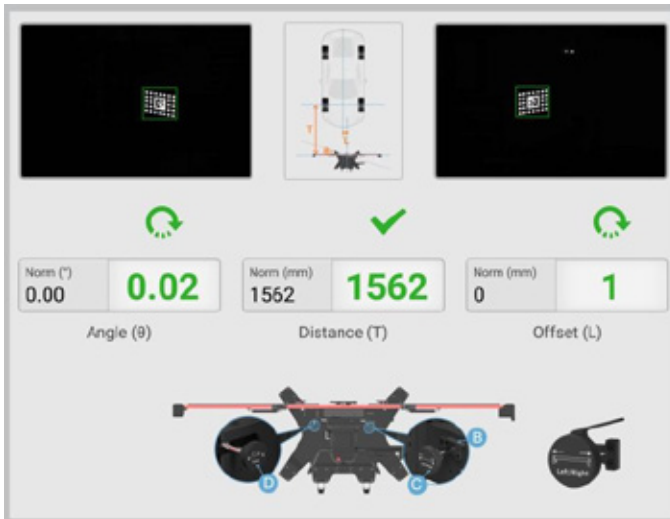 T
L
Norm (°)
0.00
0.02
Norm (mm)
1562
1562
Norm (mm)
0
1
Angle (θ)
Distance (T)
Offset (L)
B
D
C
Left/Right